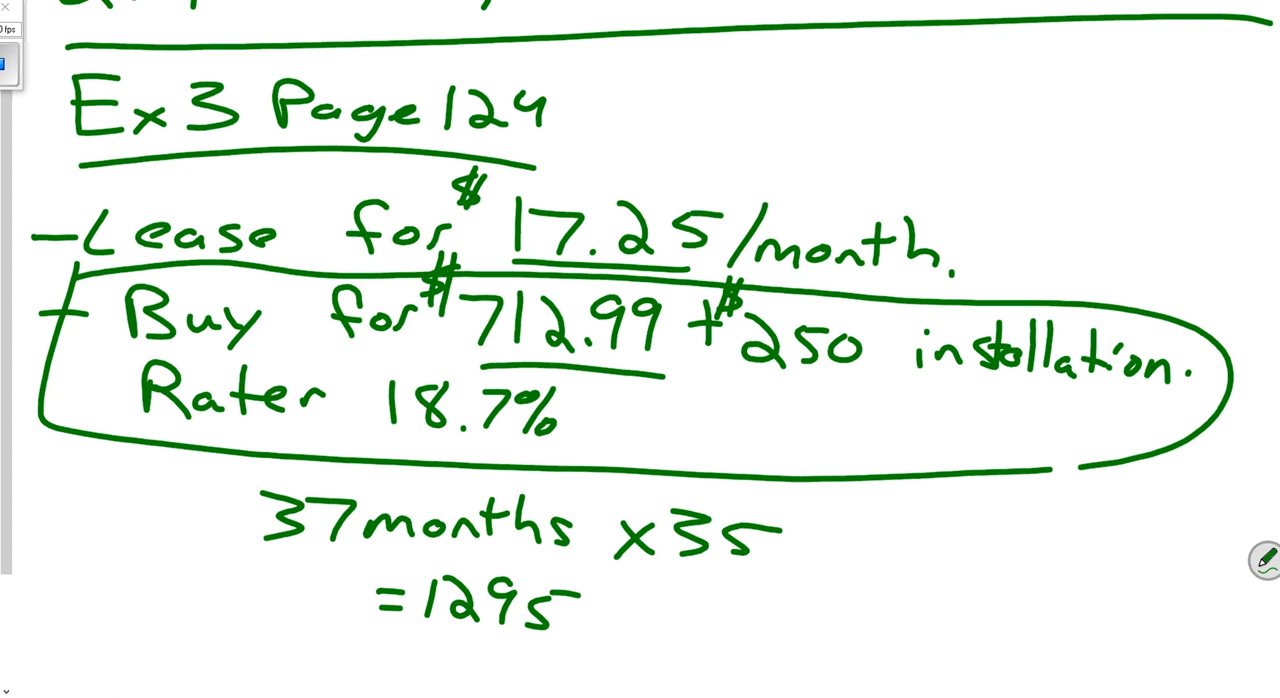 fps
Ex 3 Page 124
- Lease for $ 17.25/month.
- Buy for $712.99 + $250 installation.
Rater 18.7%
37 months x 35
= 1295